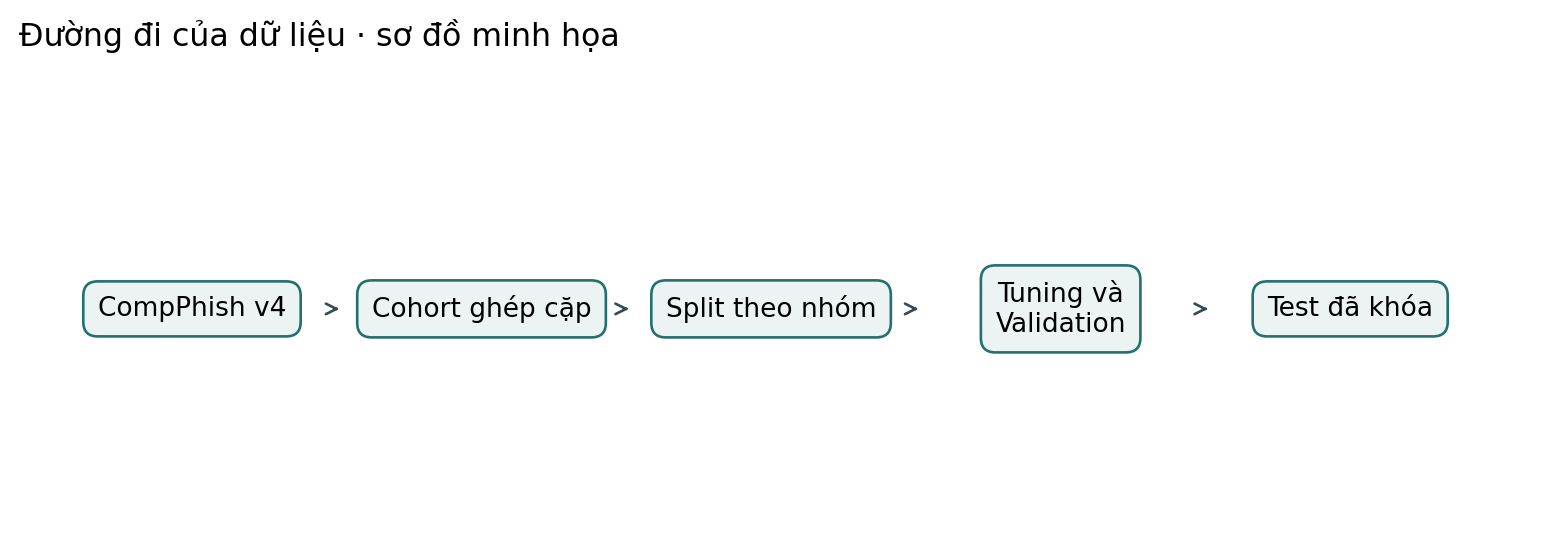 Đường đi của dữ liệu · sơ đồ minh họa
CompPhish v4
Cohort ghép cặp
Split theo nhóm
Tuning và
Validation
Test đã khóa